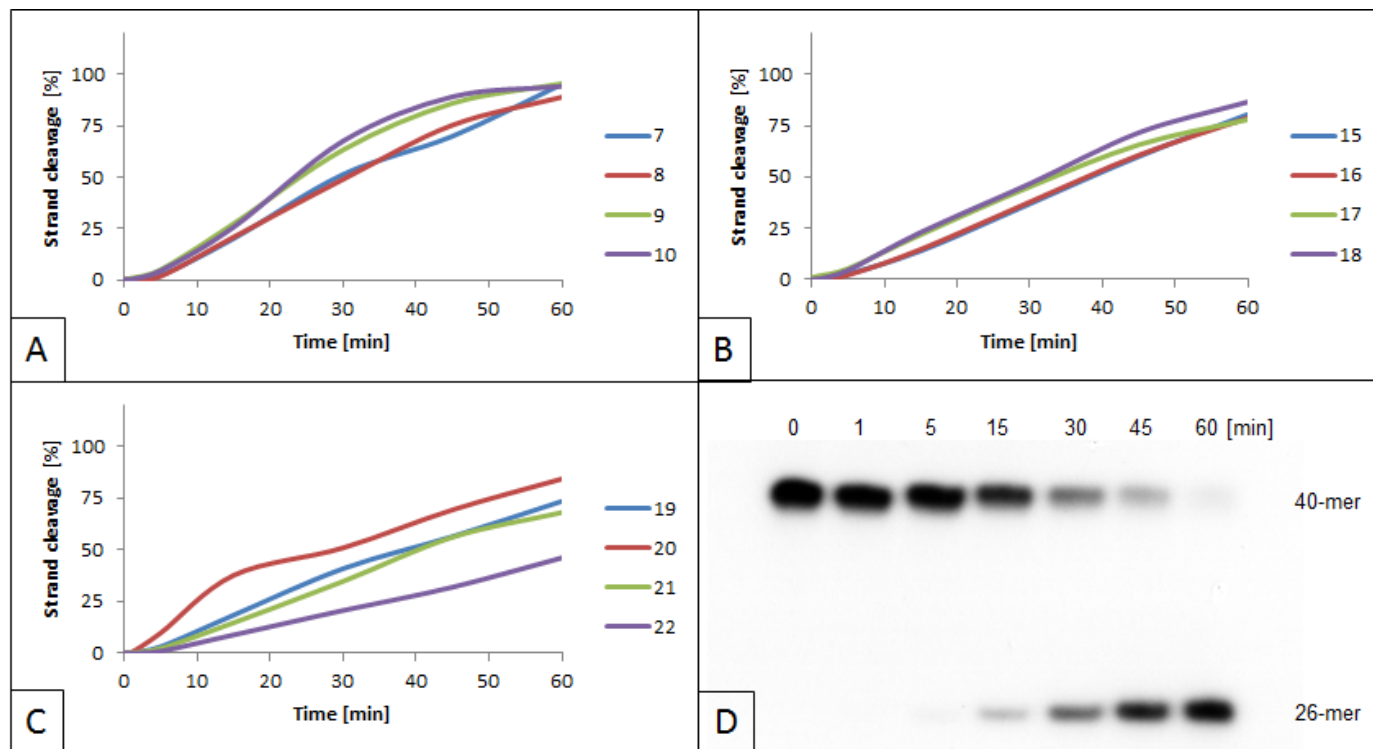 Strand cleavage [%]
100
75
50
25
0
0 10 20 30 40 50 60
Time [min]
7
8
9
10
A
Strand cleavage [%]
100
75
50
25
0
0 10 20 30 40 50 60
Time [min]
15
16
17
18
B
Strand cleavage [%]
100
75
50
25
0
0 10 20 30 40 50 60
Time [min]
19
20
21
22
C
0 1 5 15 30 45 60 [min]
40-mer
26-mer
D